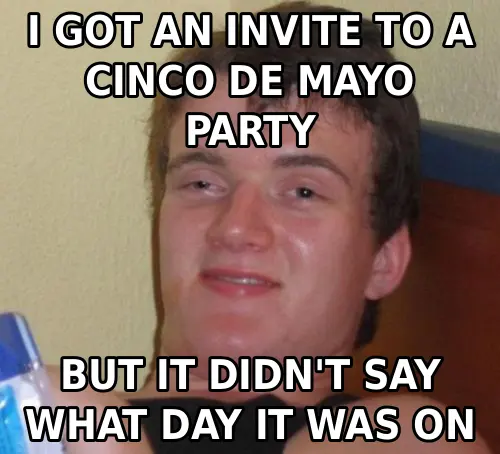 I GOT AN INVITE TO A
CINCO DE MAYO
PARTY
BUT IT DIDN'T SAY
WHAT DAY IT WAS ON